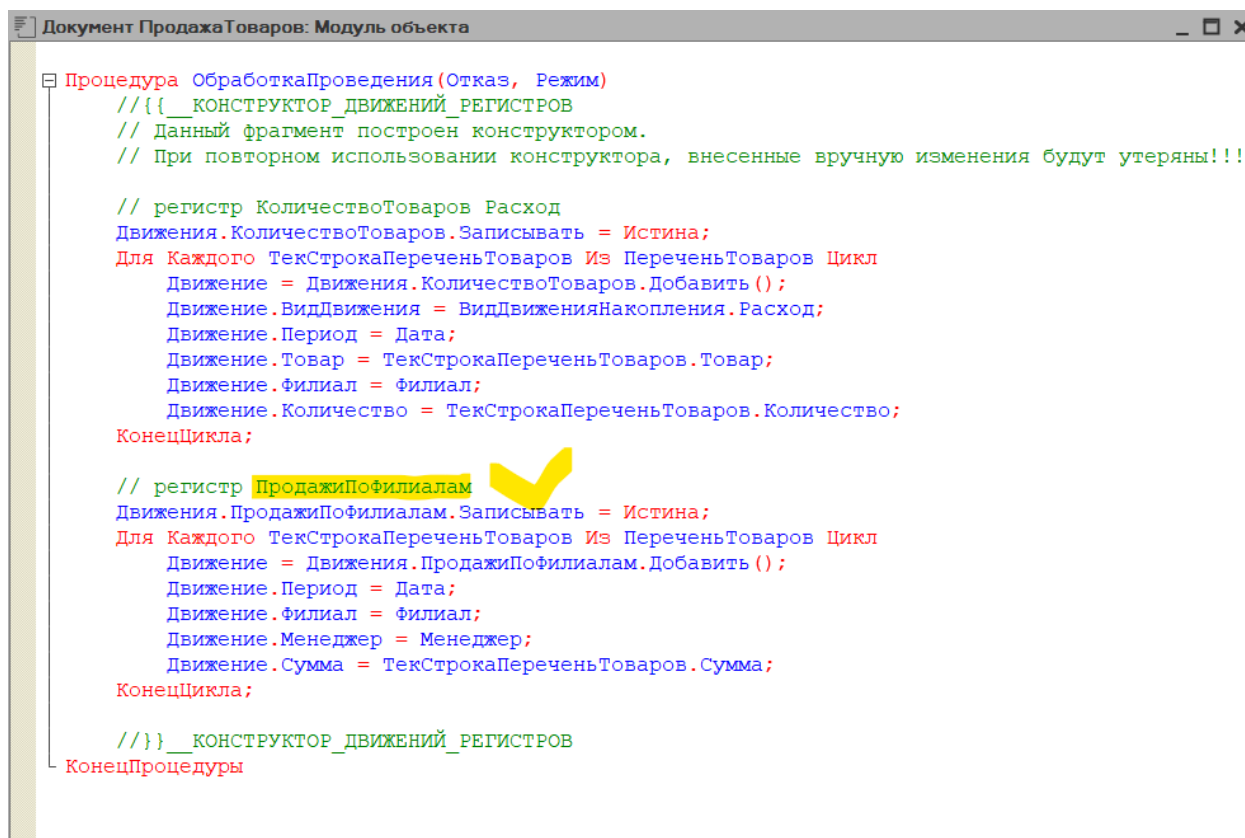 Документ ПродажаТоваров: Модуль объекта
Процедура ОбработкаПроведения(Отказ, Режим)
//{{__КОНСТРУКТОР_ДВИЖЕНИЙ_РЕГИСТРОВ
// Данный фрагмент построен конструктором.
// При повторном использовании конструктора, внесенные вручную изменения будут утеряны!!!
// регистр КоличествоТоваров Расход
Движения.КоличествоТоваров.Записывать = Истина;
Для Каждого ТекСтрокаПереченьТоваров Из ПереченьТоваров Цикл
Движение = Движения.КоличествоТоваров.Добавить();
Движение.ВидДвижения = ВидДвиженияНакопления.Расход;
Движение.Период = Дата;
Движение.Товар = ТекСтрокаПереченьТоваров.Товар;
Движение.Филиал = Филиал;
Движение.Количество = ТекСтрокаПереченьТоваров.Количество;
КонецЦикла;
// регистр ПродажиПоФилиалам
Движения.ПродажиПоФилиалам.Записывать = Истина;
Для Каждого ТекСтрокаПереченьТоваров Из ПереченьТоваров Цикл
Движение = Движения.ПродажиПоФилиалам.Добавить();
Движение.Период = Дата;
Движение.Филиал = Филиал;
Движение.Менеджер = Менеджер;
Движение.Сумма = ТекСтрокаПереченьТоваров.Сумма;
КонецЦикла;
//}}__КОНСТРУКТОР_ДВИЖЕНИЙ_РЕГИСТРОВ
КонецПроцедуры